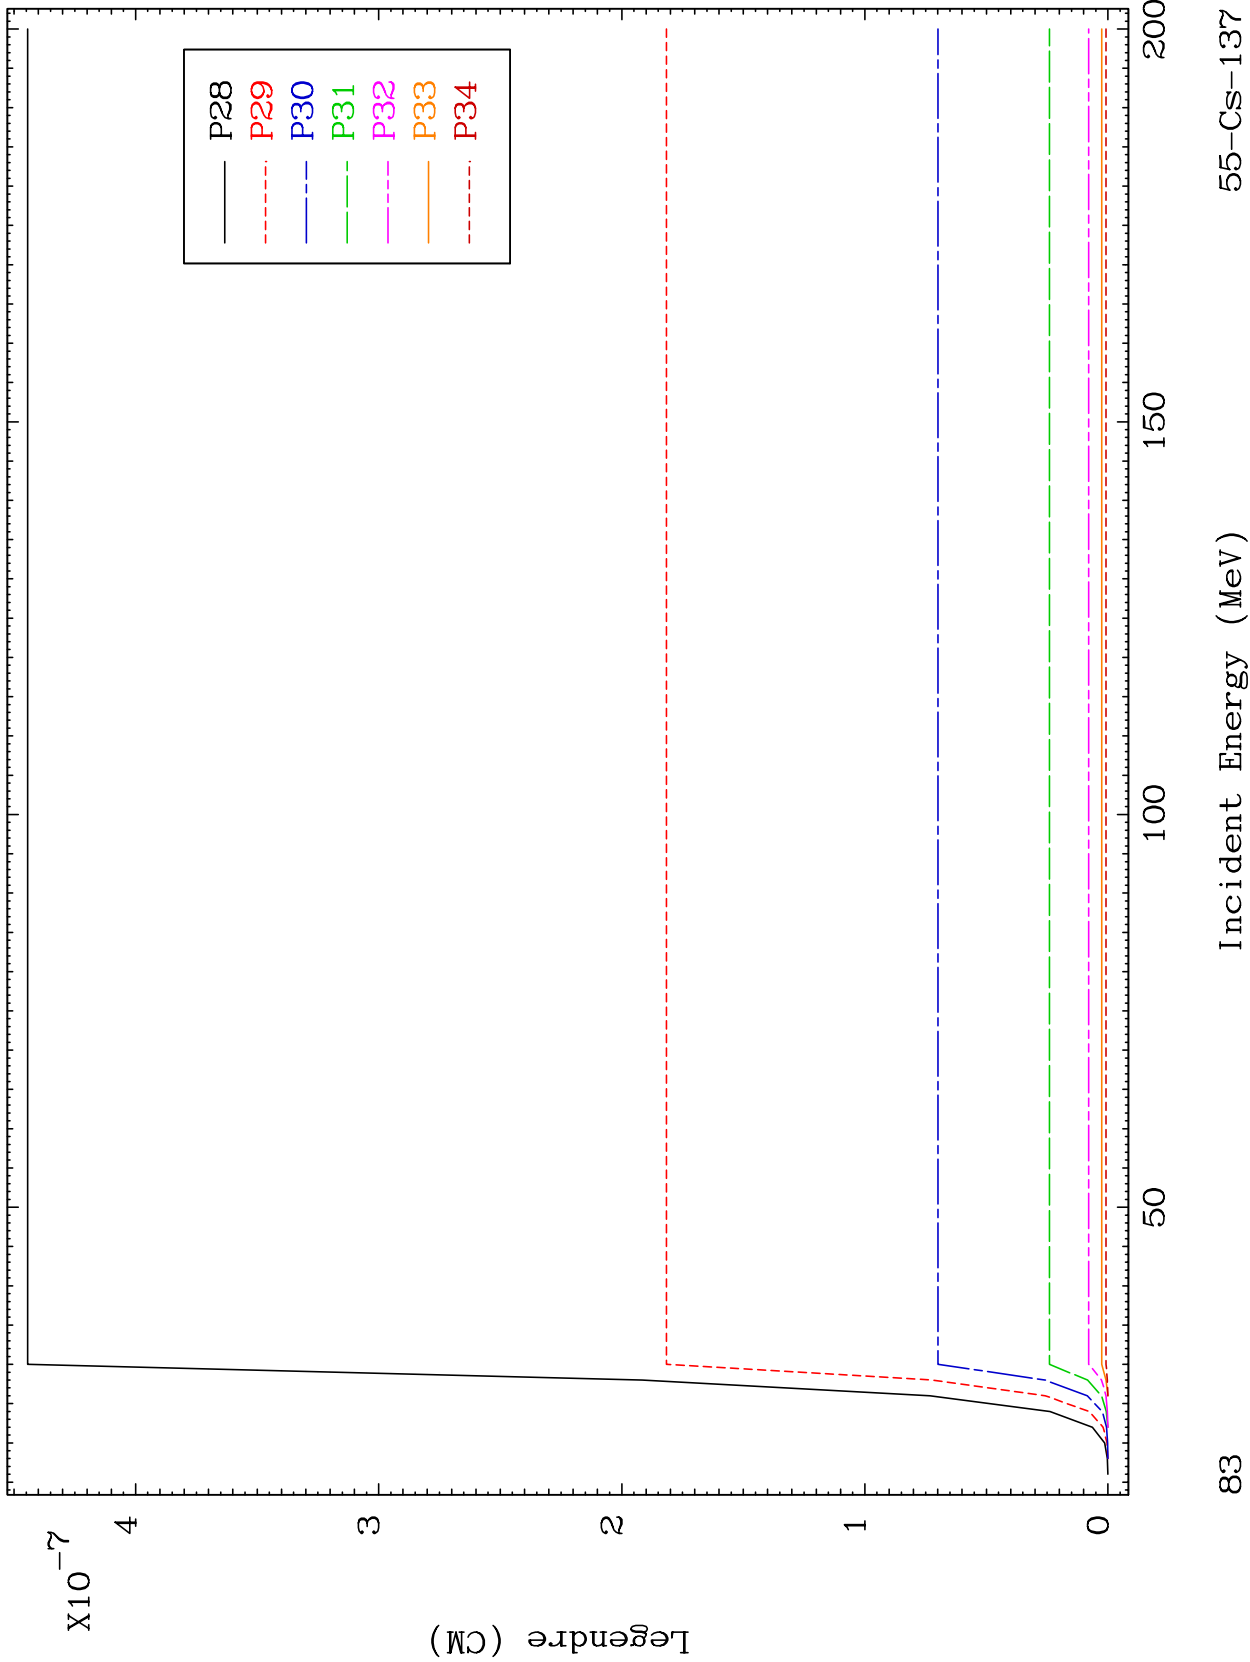 X10-7
4
3
2
1
0
Legendre (CM)
P28
P29
P30
P31
P32
P33
P34
50
100
150
200
Incident Energy (MeV)
83
55-Cs-137